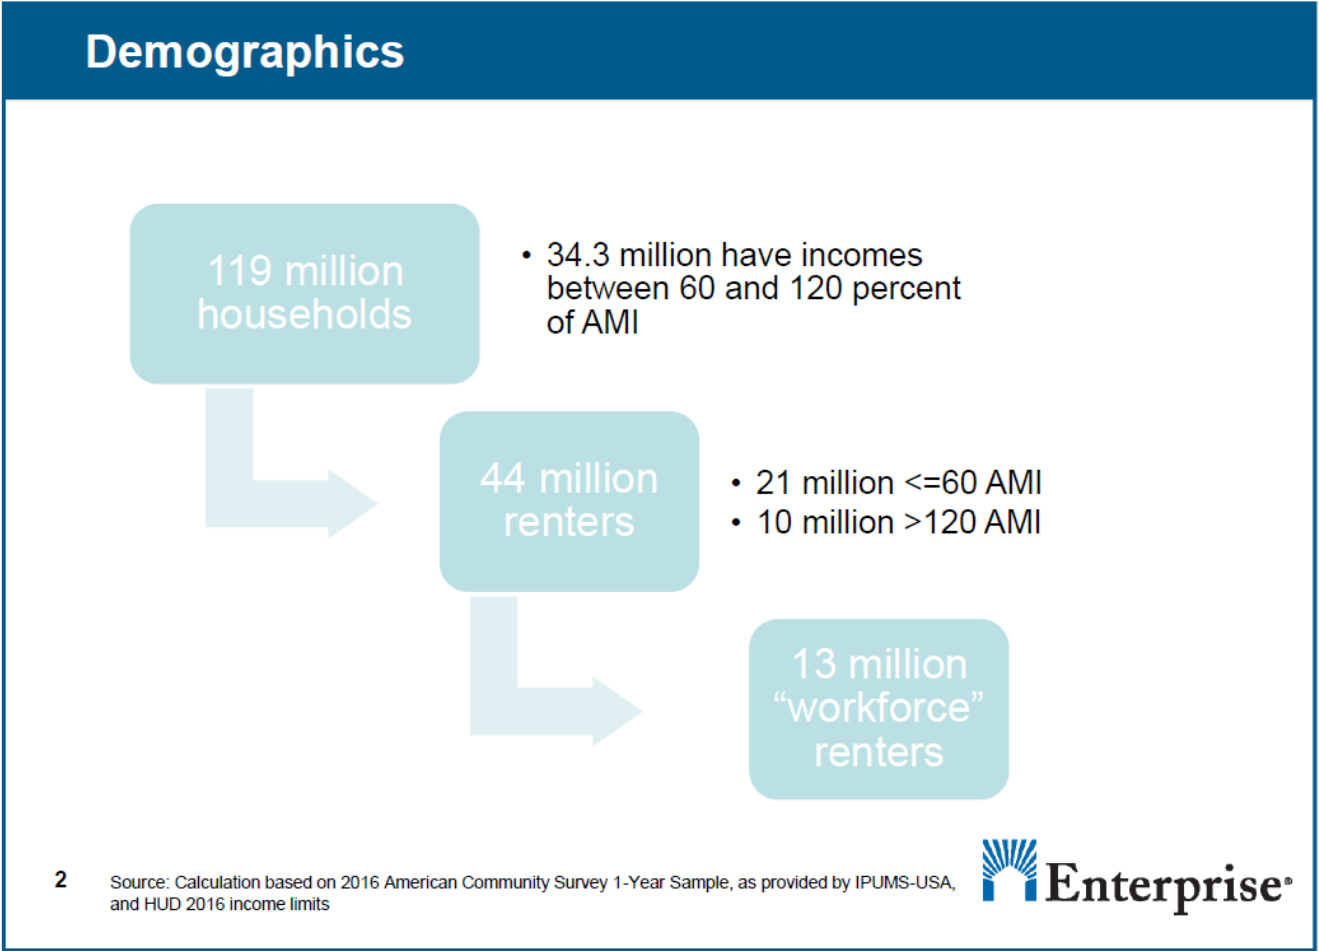 Demographics
119 million
households
• 34.3 million have incomes
between 60 and 120 percent
of AMI
44 million
renters
• 21 million <=60 AMI
• 10 million >120 AMI
13 million
“workforce”
renters
2
Source: Calculation based on 2016 American Community Survey 1-Year Sample, as provided by IPUMS-USA,
and HUD 2016 income limits
Enterprise®